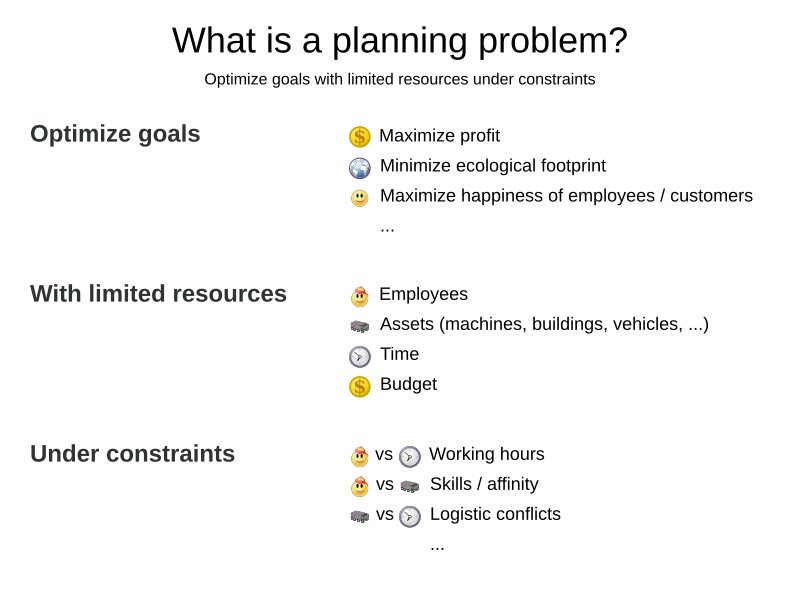 What is a planning problem?
Optimize goals with limited resources under constraints
Optimize goals
Maximize profit
Minimize ecological footprint
Maximize happiness of employees / customers
...
With limited resources
Employees
Assets (machines, buildings, vehicles, ...)
Time
Budget
Under constraints
vs Working hours
vs Skills / affinity
vs Logistic conflicts
...